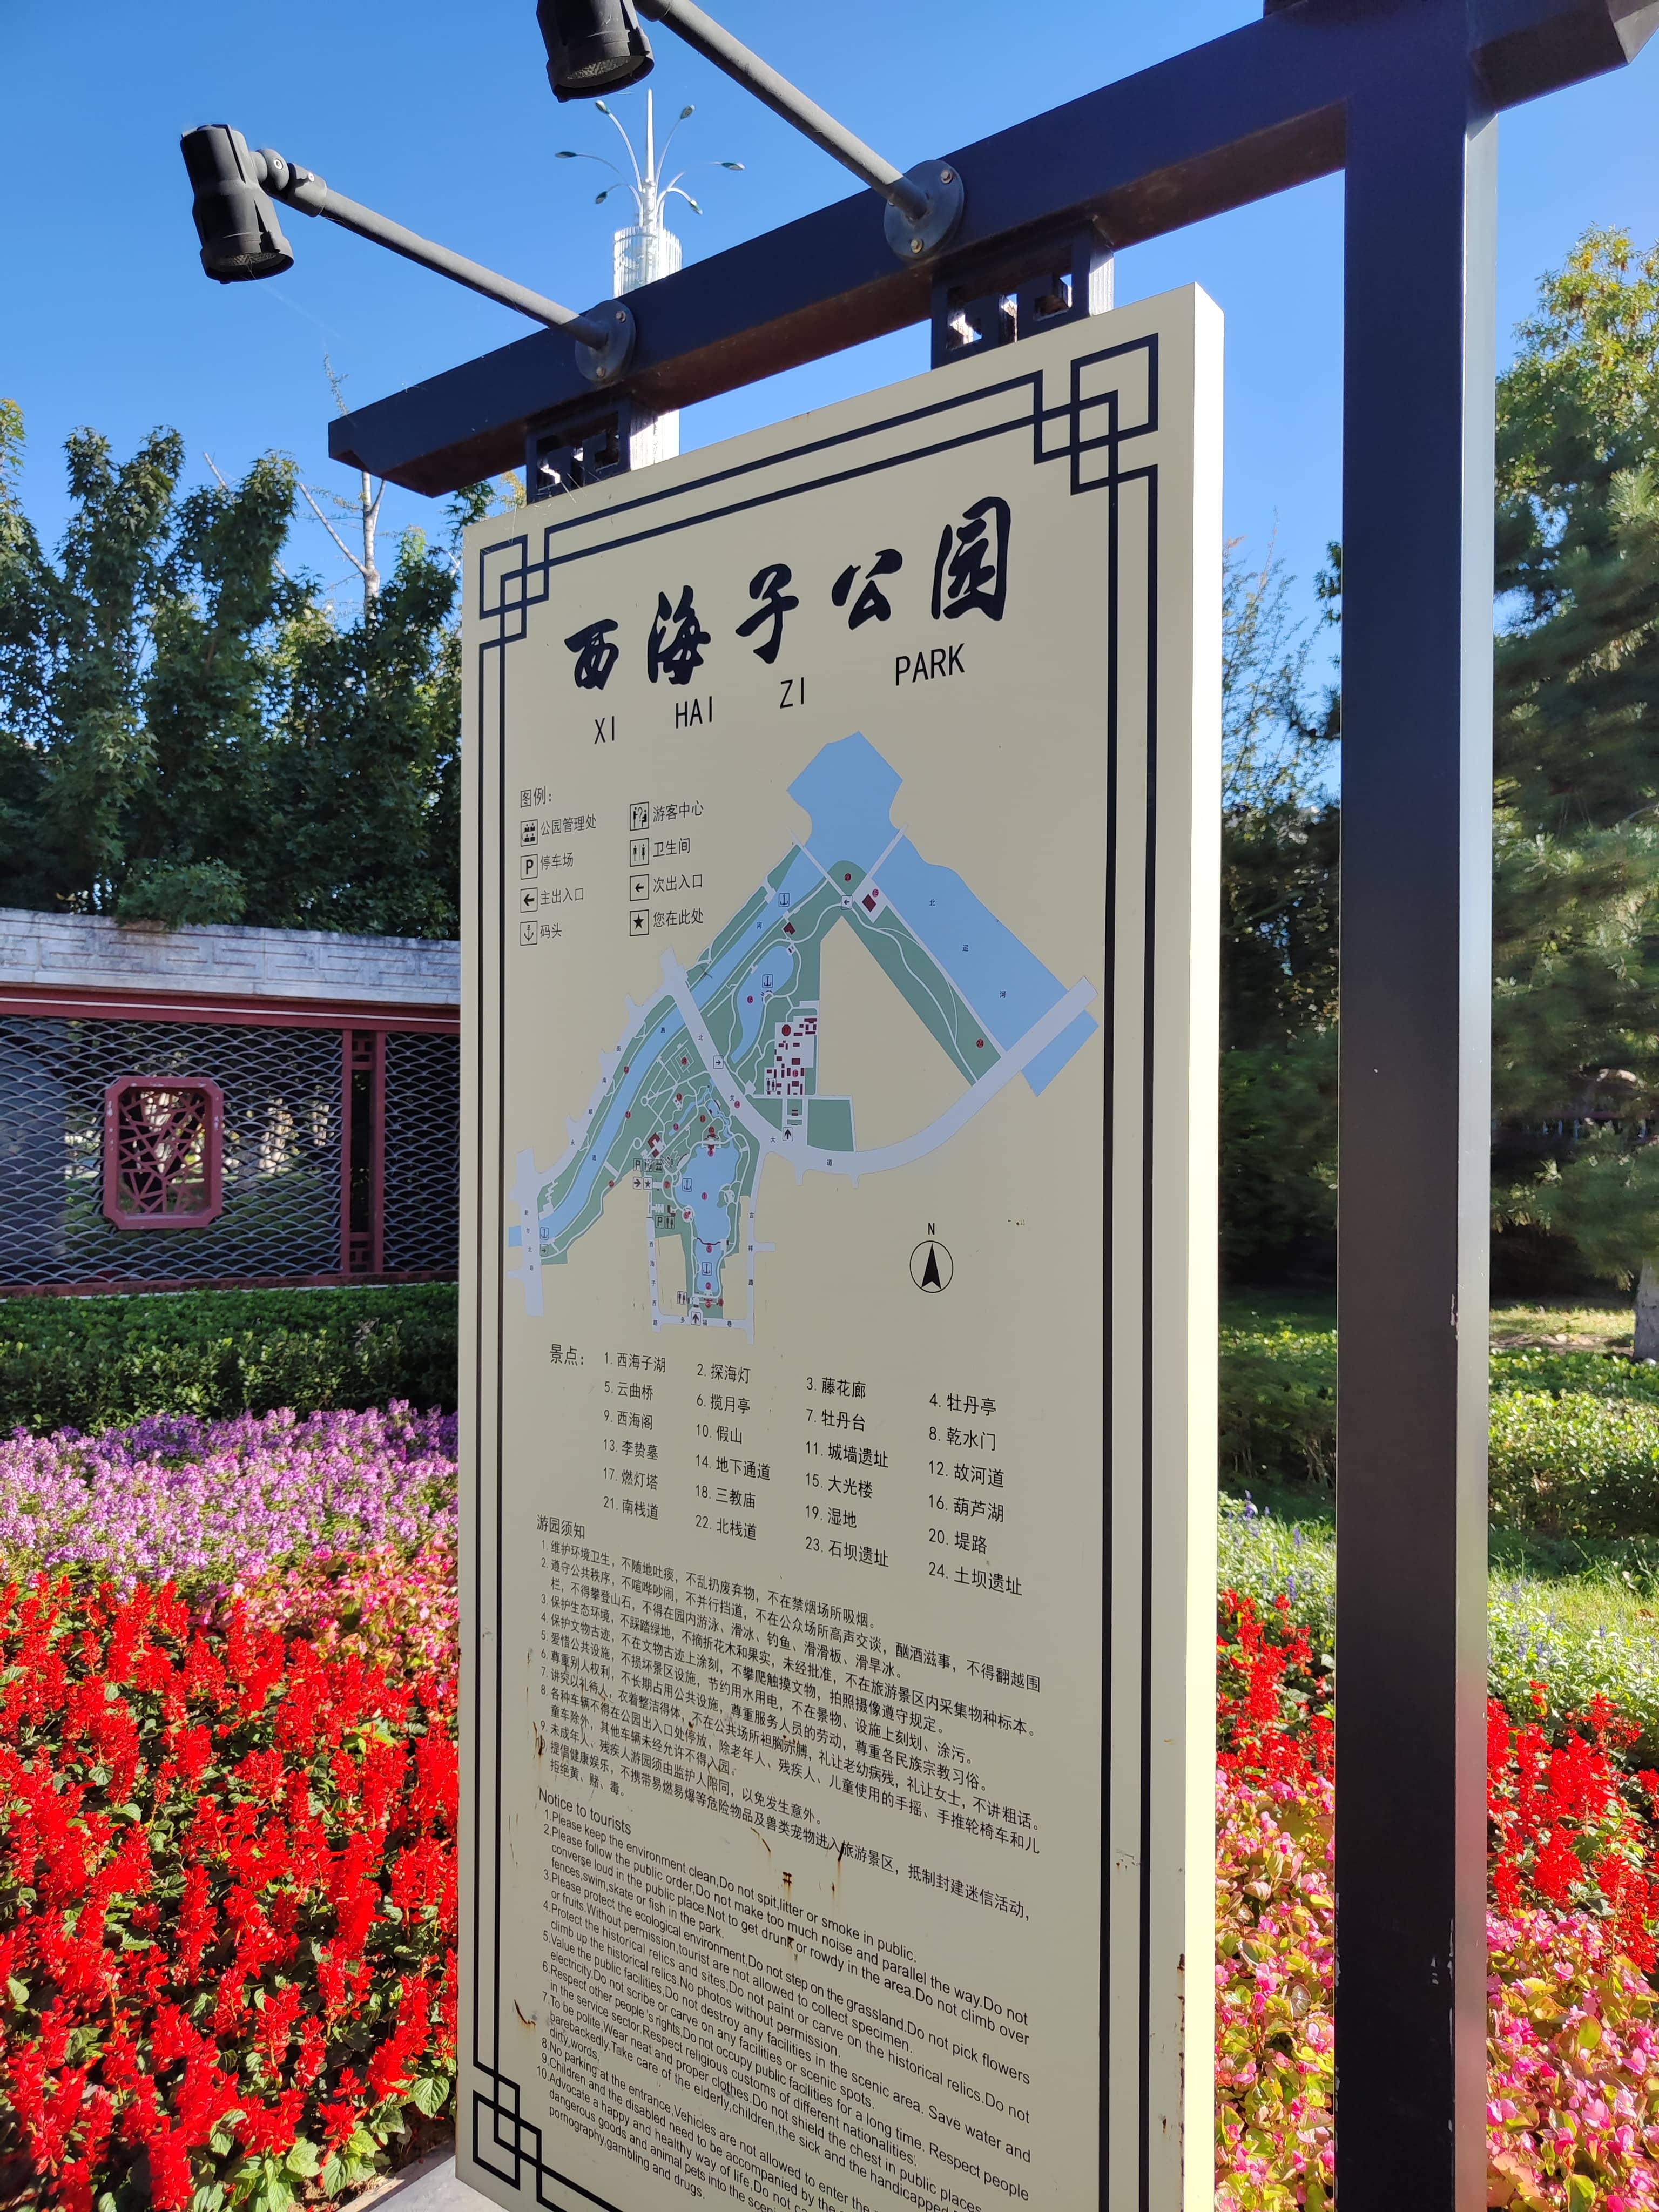 西海子公园
XI HAI ZI PARK
图例：
公园管理处 游客中心
P 停车场 卫生间
主出入口 次出入口
码头 您在此处
北
运
河
河
大
道
N
景点： 1.西海子湖 2.探海灯 3.藤花廊 4.牡丹亭
5.云曲桥 6.揽月亭 7.牡丹台 8.乾水门
9.西海阁 10.假山 11.城墙遗址 12.故河道
13.李贽墓 14.地下通道 15.大光楼 16.葫芦湖
17.燃灯塔 18.三教庙 19.湿地 20.堤路
21.南栈道 22.北栈道 23.石坝遗址 24.土坝遗址
游园须知
1.维护环境卫生，不随地吐痰，不乱扔废弃物，不在禁烟场所吸烟。
2.遵守公共秩序，不喧哗吵闹，不并行挡道，不在公众场所高声交谈，酗酒滋事，不得翻越围
栏，不得攀登山石，不得在园内游泳、滑冰、钓鱼、滑滑板、滑旱冰。
3.保护生态环境，不踩踏绿地，不摘折花木和果实，未经批准，不在旅游景区内采集物种标本。
4.保护文物古迹，不在文物古迹上涂刻，不攀爬触摸文物，拍照摄像遵守规定。
5.爱惜公共设施，不损坏景区设施，节约用水用电，不在景物、设施上刻划、涂污。
6.尊重别人权利，不长期占用公共设施，尊重服务人员的劳动，尊重各民族宗教习俗。
7.讲究以礼待人，衣着整洁得体，不在公共场所袒胸赤膊，礼让老幼病残，礼让女士，不讲粗话。
8.各种车辆不得在公园出入口处停放，除老年人、残疾人、儿童使用的手摇、手推轮椅车和儿
童车除外，其他车辆未经允许不得入园。
9.未成年人、残疾人游园须由监护人陪同，以免发生意外。
提倡健康娱乐，不携带易燃易爆等危险物品及兽类宠物进入旅游景区，抵制封建迷信活动，
拒绝黄、赌、毒。
Notice to tourists
1.Please keep the environment clean,Do not spit,litter or smoke in public.
2.Please follow the public order,Do not make too much noise and parallel the way.Do not
converse loud in the public place.Not to get drunk or rowdy in the area.Do not climb over
fences,swim,skate or fish in the park.
3.Please protect the ecological environment,Do not step on the grassland.Do not pick flowers
or fruits.Without permission,tourist are not allowed to collect specimen.
4.Protect the historical relics and sites,Do not paint or carve on the historical relics.Do not
climb up the historical relics.No photos without permission.
5.Value the public facilities,Do not destroy any facilities in the scenic area. Save water and
electricity.Do not scribe or carve on any facilities or scenic spots.
6.Respect other people's rights,Do not occupy public facilities for a long time. Respect people
in the service sector.Respect religious customs of different nationalities.
7.To be polite,Wear neat and proper clothes.Do not shield the chest in public places
barebackedly.Take care of the elderly,children,the sick and the handicapped
dirty,words.
8.No parking at the entrance.Vehicles are not allowed to enter the
9.Children and the disabled need to be accompanied by the
10.Advocate a happy and healthy way of life,Do not
dangerous goods and animal pets into the
pornography,gambling and drugs.